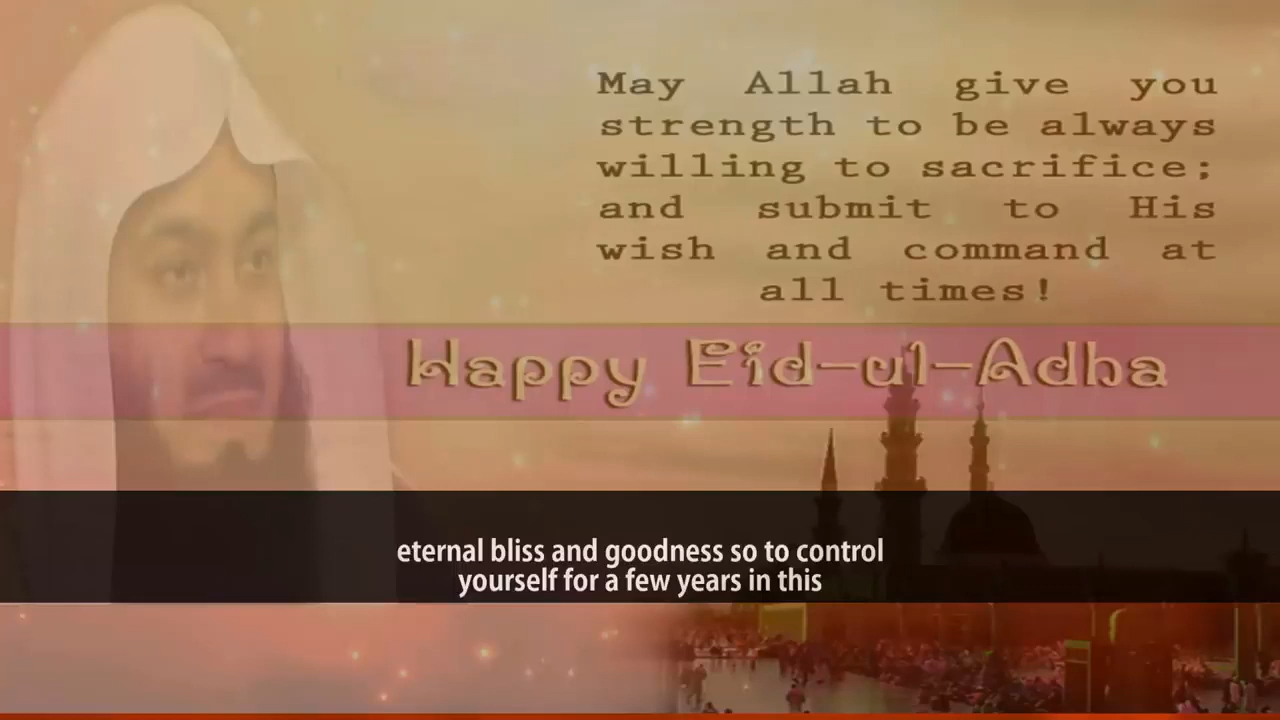 May Allah give you
strength to be always
willing to sacrifice;
and submit to His
wish and command at
all times!
Happy Eid-ul-Adha
eternal bliss and goodness so to control
yourself for a few years in this